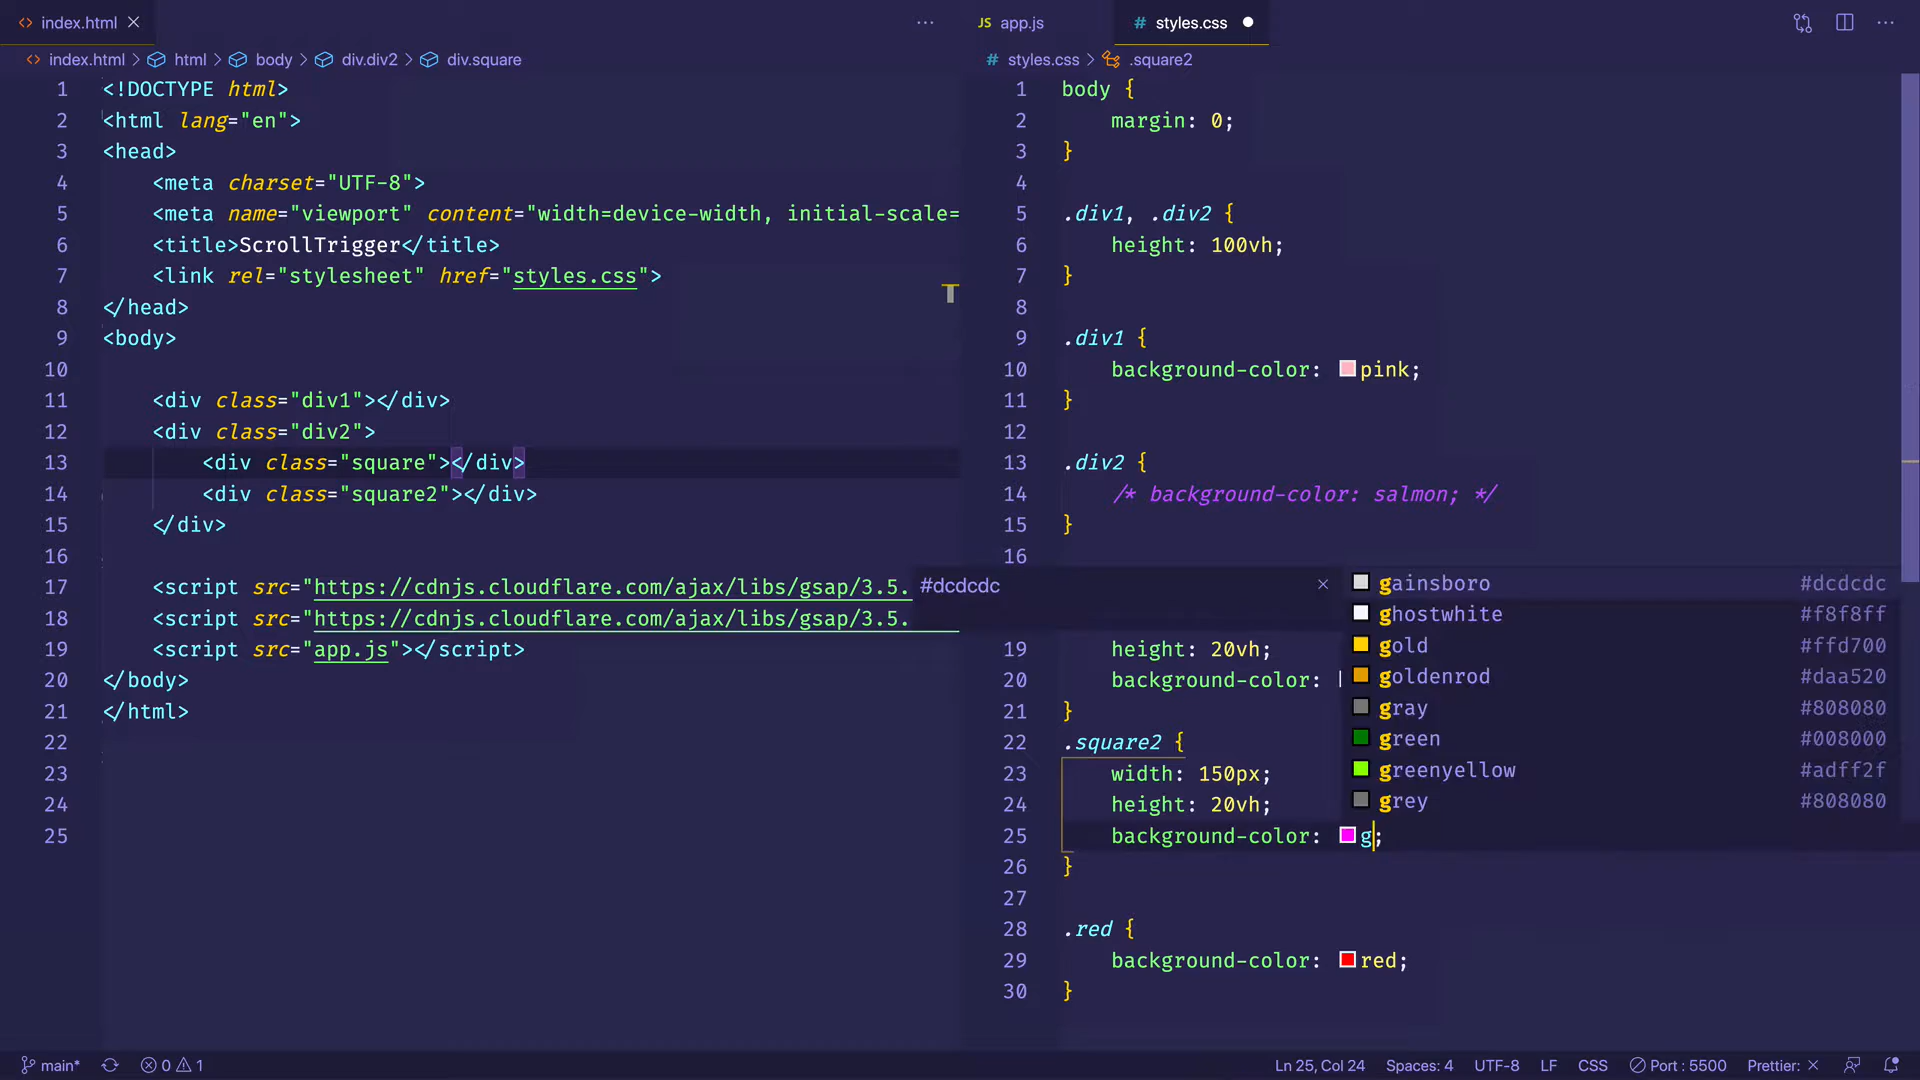 index.html
app.js
styles.css
index.html > html > body > div.div2 > div.square
styles.css > .square2
1 <!DOCTYPE html>
2 <html lang="en">
3 <head>
4 <meta charset="UTF-8">
5 <meta name="viewport" content="width=device-width, initial-scale=
6 <title>ScrollTrigger</title>
7 <link rel="stylesheet" href="styles.css">
8 </head>
9 <body>
10
11 <div class="div1"></div>
12 <div class="div2">
13 <div class="square"></div>
14 <div class="square2"></div>
15 </div>
16
17 <script src="https://cdnjs.cloudflare.com/ajax/libs/gsap/3.5.
18 <script src="https://cdnjs.cloudflare.com/ajax/libs/gsap/3.5.
19 <script src="app.js"></script>
20 </body>
21 </html>
22
23
24
25
1 body {
2 margin: 0;
3 }
4
5 .div1, .div2 {
6 height: 100vh;
7 }
8
9 .div1 {
10 background-color: pink;
11 }
12
13 .div2 {
14 /* background-color: salmon; */
15 }
16
#dcdcdc
gainsboro #dcdcdc
ghostwhite #f8f8ff
gold #ffd700
goldenrod #daa520
gray #808080
green #008000
greenyellow #adff2f
grey #808080
19 height: 20vh;
20 background-color:
21 }
22 .square2 {
23 width: 150px;
24 height: 20vh;
25 background-color: g;
26 }
27
28 .red {
29 background-color: red;
30 }
main* 0 1
Ln 25, Col 24 Spaces: 4 UTF-8 LF CSS Port : 5500 Prettier: ×